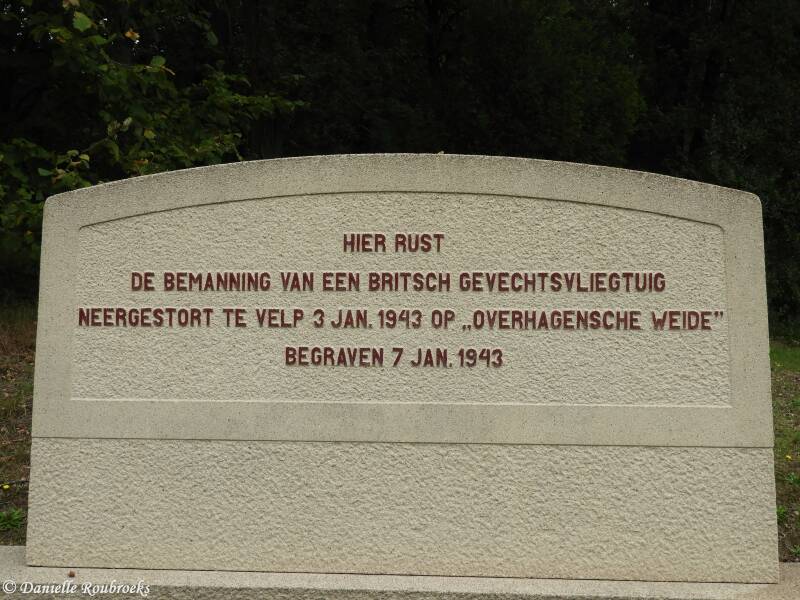 HIER RUST
DE BEMANNING VAN EEN BRITSCH GEVECHTSVLIEGTUIG
NEERGESTORT TE VELP 3 JAN. 1943 OP „OVERHAGENSCHE WEIDE”
BEGRAVEN 7 JAN. 1943
© Danielle Roubroeks